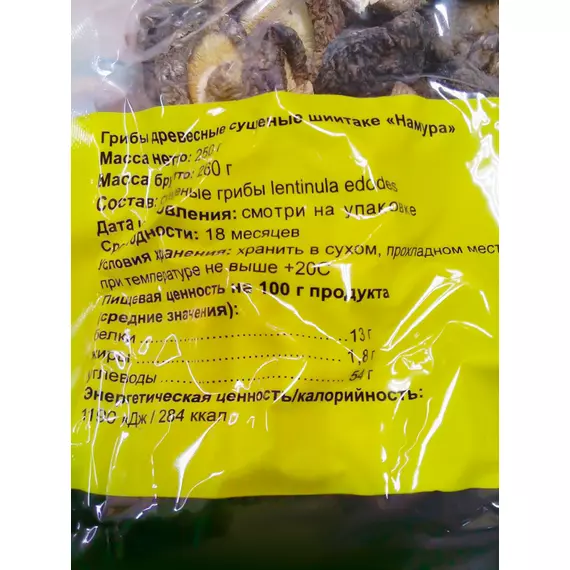 Грибы древесные сушеные шиитаке «Намура»
Масса нетто: 250 г
Масса брутто: 260 г
Состав: сушеные грибы lentinula edodes
Дата изготовления: смотри на упаковке
Срок годности: 18 месяцев
Условия хранения: хранить в сухом, прохладном мест
при температуре не выше +20С
Пищевая ценность на 100 г продукта
(средние значения):
белки 13 г
жиры 1,8 г
углеводы 54 г
Энергетическая ценность/калорийность:
1190 кДж / 284 ккал